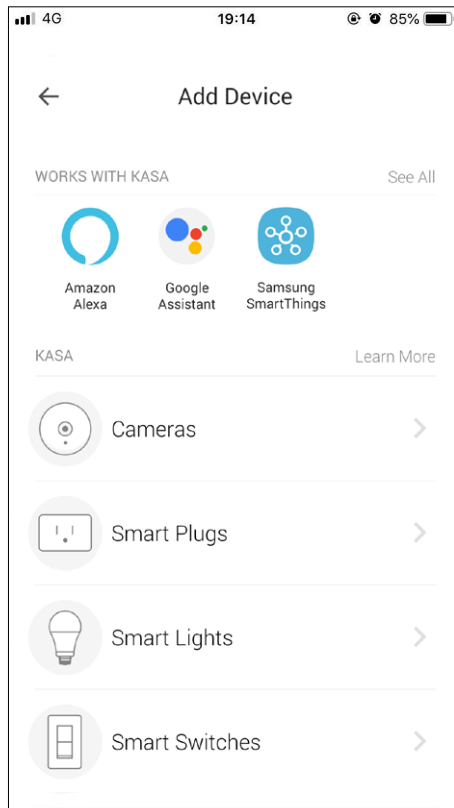 4G 19:14 85%
Add Device
WORKS WITH KASA See All
Amazon Alexa
Google Assistant
Samsung SmartThings
KASA Learn More
Cameras
Smart Plugs
Smart Lights
Smart Switches